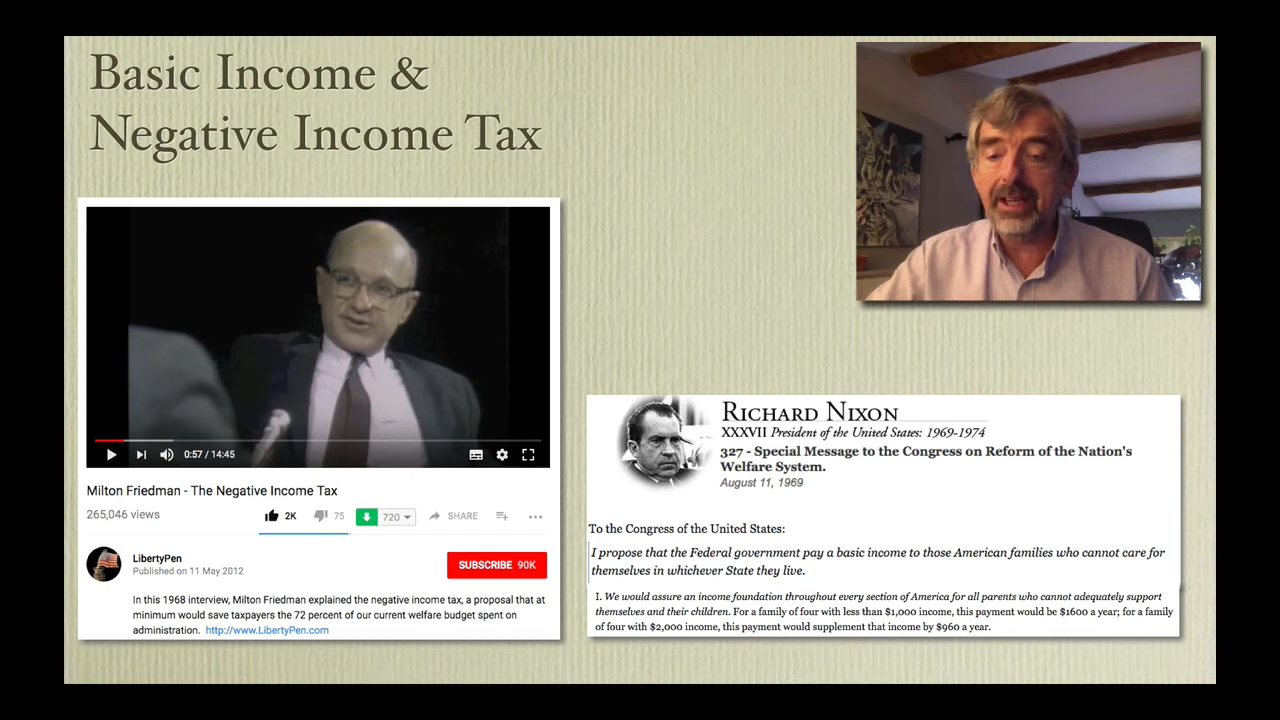 Basic Income &
Negative Income Tax
0:57 / 14:45
Milton Friedman - The Negative Income Tax
265,046 views
2K
75
720
SHARE
LibertyPen
Published on 11 May 2012
SUBSCRIBE 90K
In this 1968 interview, Milton Friedman explained the negative income tax, a proposal that at
minimum would save taxpayers the 72 percent of our current welfare budget spent on
administration. http://www.LibertyPen.com
RICHARD NIXON
XXXVII President of the United States: 1969-1974
327 - Special Message to the Congress on Reform of the Nation's
Welfare System.
August 11, 1969
To the Congress of the United States:
I propose that the Federal government pay a basic income to those American families who cannot care for
themselves in whichever State they live.
1. We would assure an income foundation throughout every section of America for all parents who cannot adequately support
themselves and their children. For a family of four with less than $1,000 income, this payment would be $1600 a year; for a family
of four with $2,000 income, this payment would supplement that income by $960 a year.